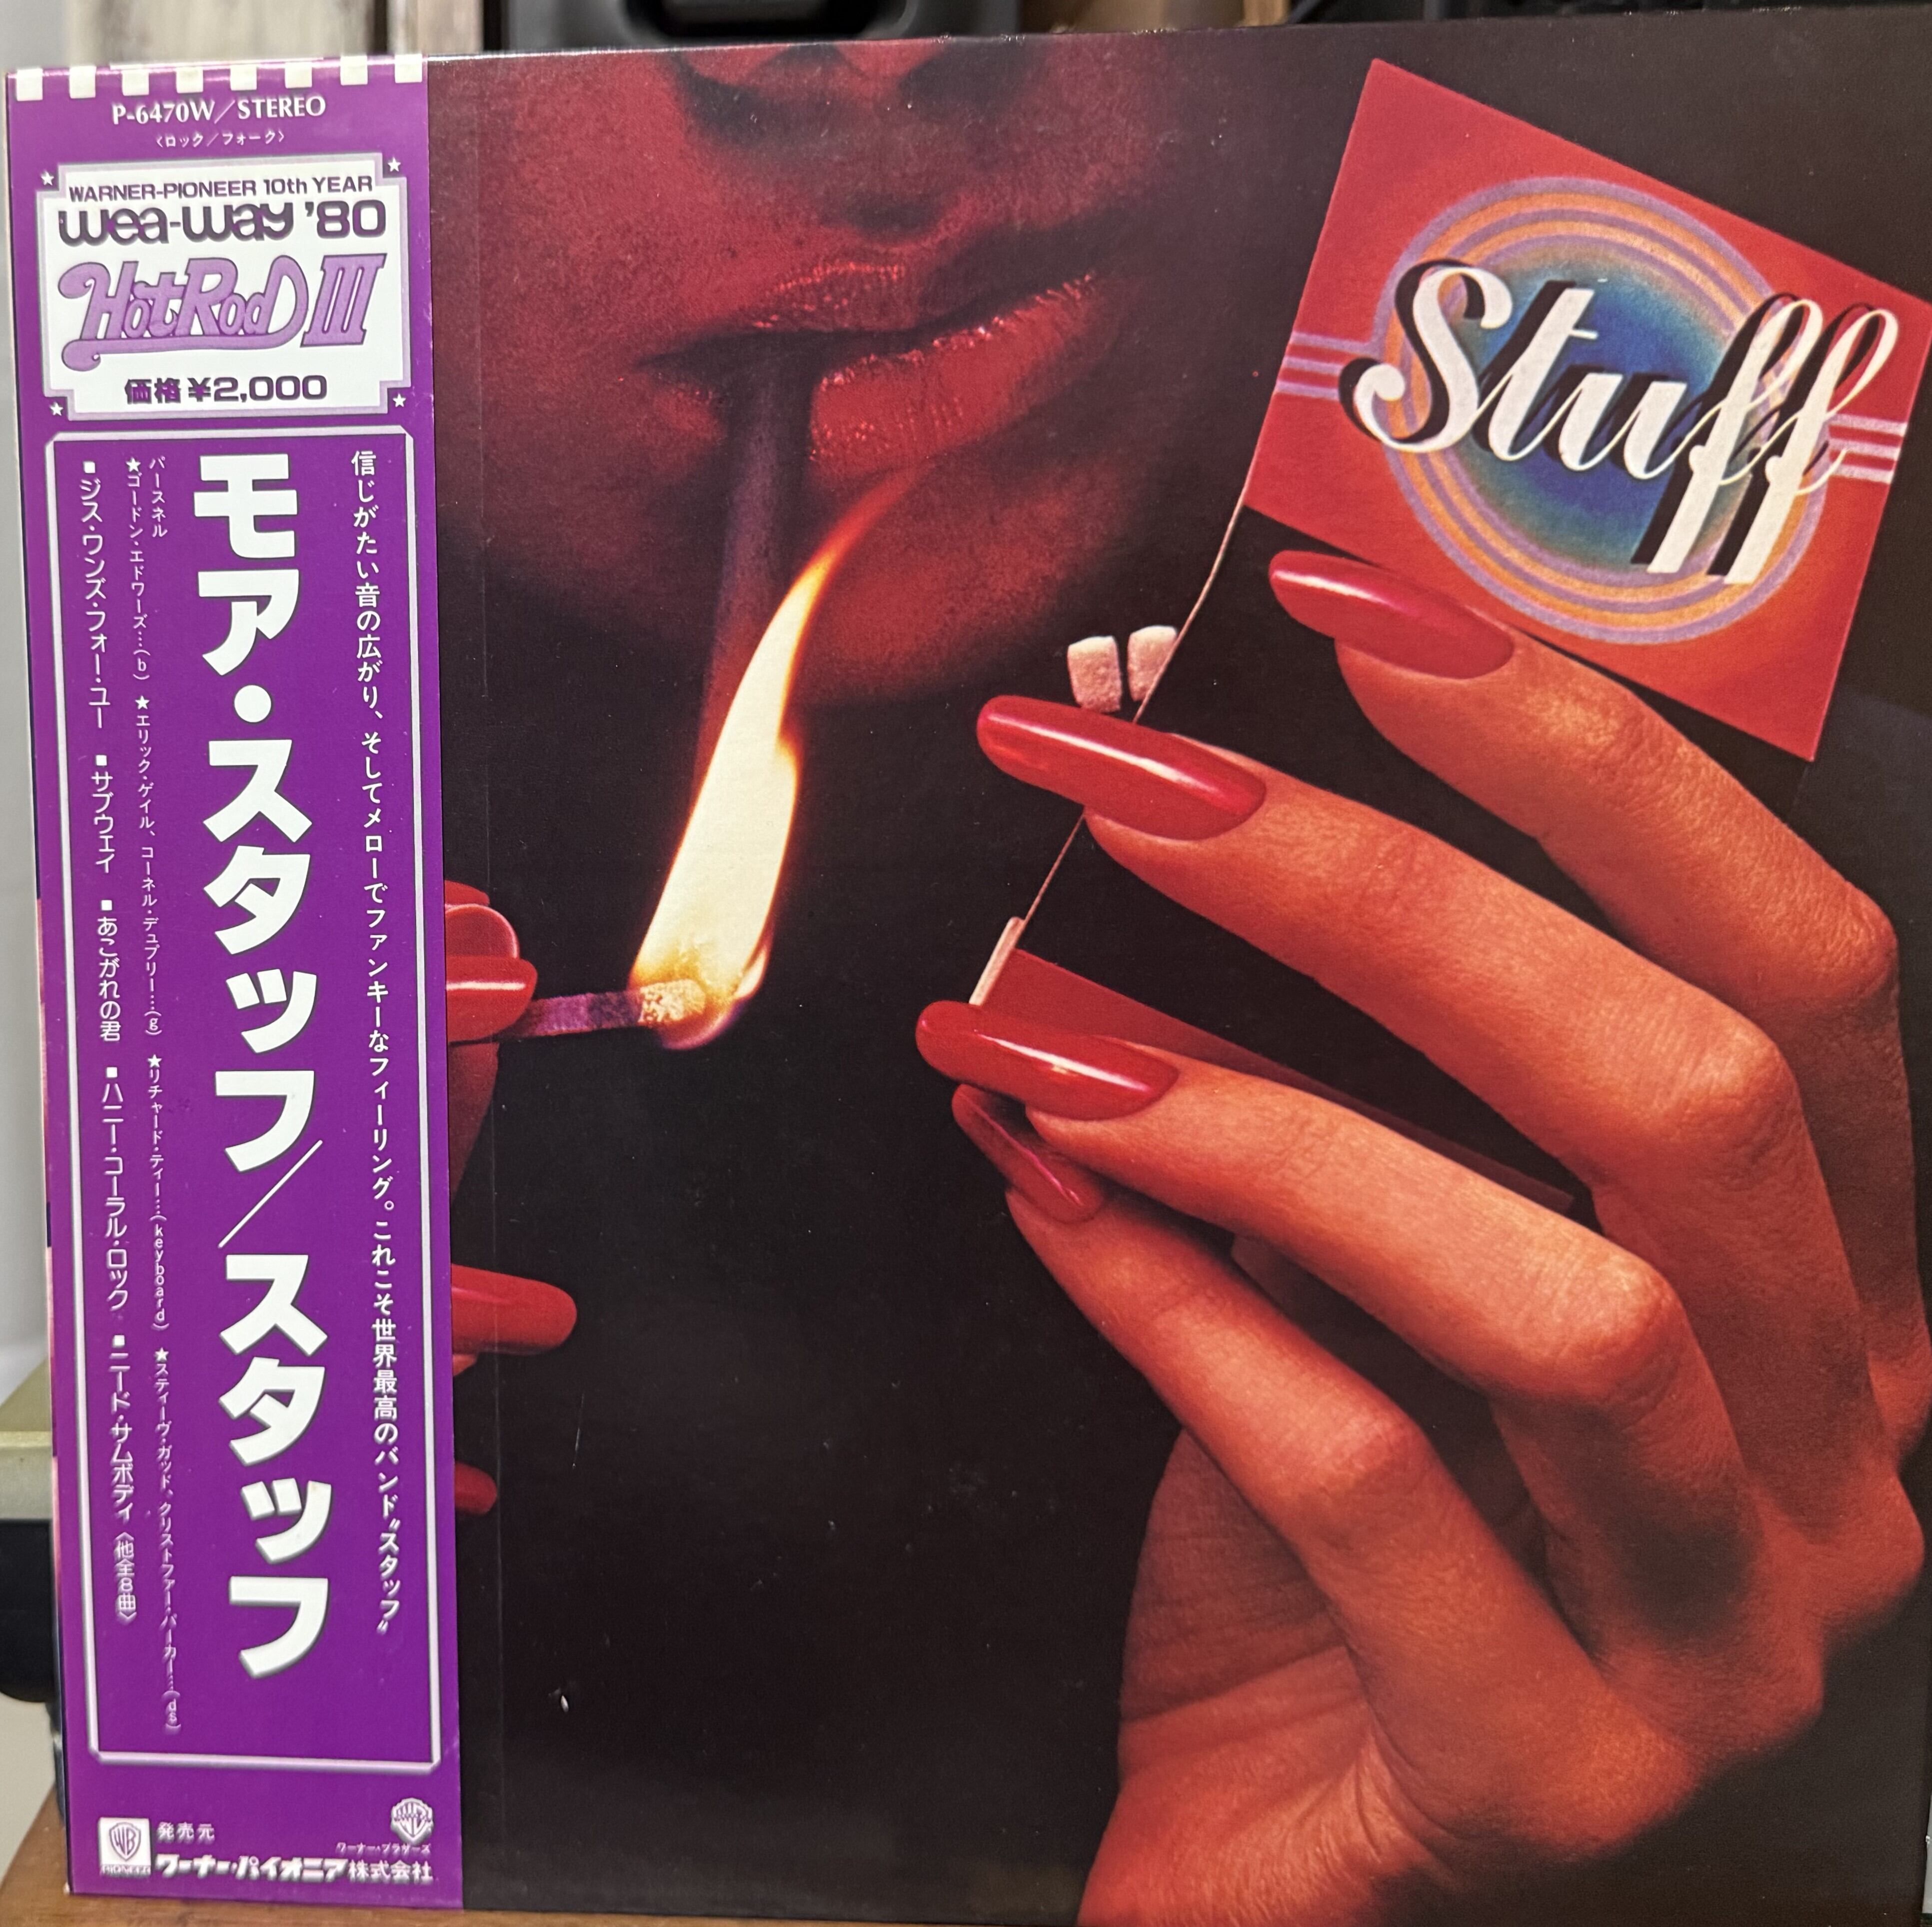 P-6470W/STEREO
〈ロック/フォーク〉
WARNER-PIONEER 10th YEAR
wea-way '80
HotRod III
価格¥2,000
信じがたい音の広がり、そしてメローでファンキーなフィーリング。これこそ世界最高のバンド〝スタッフ〟
モア・スタッフ/スタッフ
パースネル
★ゴードン・エドワーズ…(b) ★エリック・ゲイル、コーネル・デュプリー…(g) ★リチャード・ティー…(keyboard) ★スティーヴ・ガッド、クリストファー・パーカー…(ds)
■ジス・ワンズ・フォー・ユー ■サブウェイ ■あこがれの君 ■ハニー・コーラル・ロック ■ニード・サムボディ〈他全8曲〉
WB
PIONEER
発売元
ワーナー・パイオニア株式会社
ワーナー・ブラザーズ
Stuff